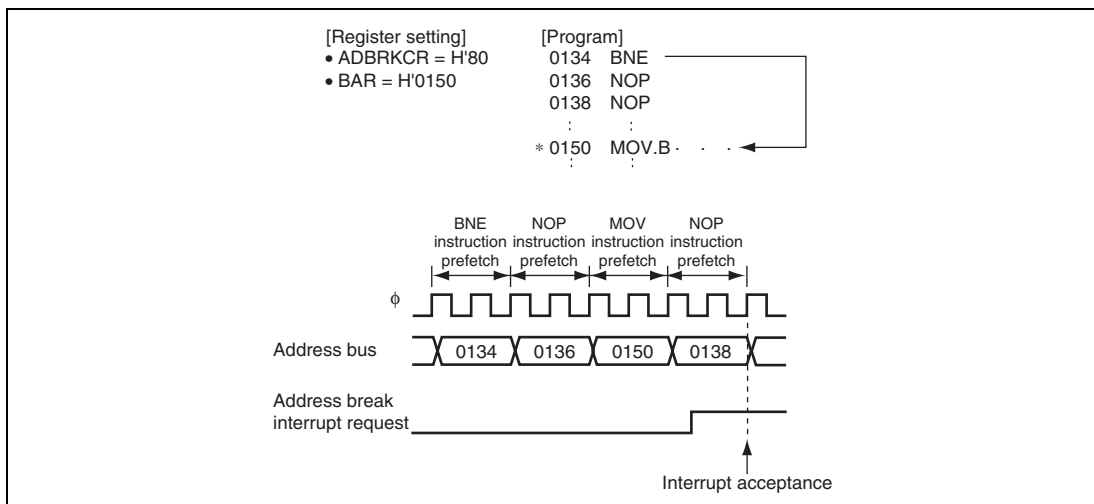 [Register setting]
• ADBRKCR = H'80
• BAR = H'0150
[Program]
0134 BNE
0136 NOP
0138 NOP
* 0150 MOV.B · · ·
BNE instruction prefetch
NOP instruction prefetch
MOV instruction prefetch
NOP instruction prefetch
φ
Address bus
0134 0136 0150 0138
Address break
interrupt request
Interrupt acceptance